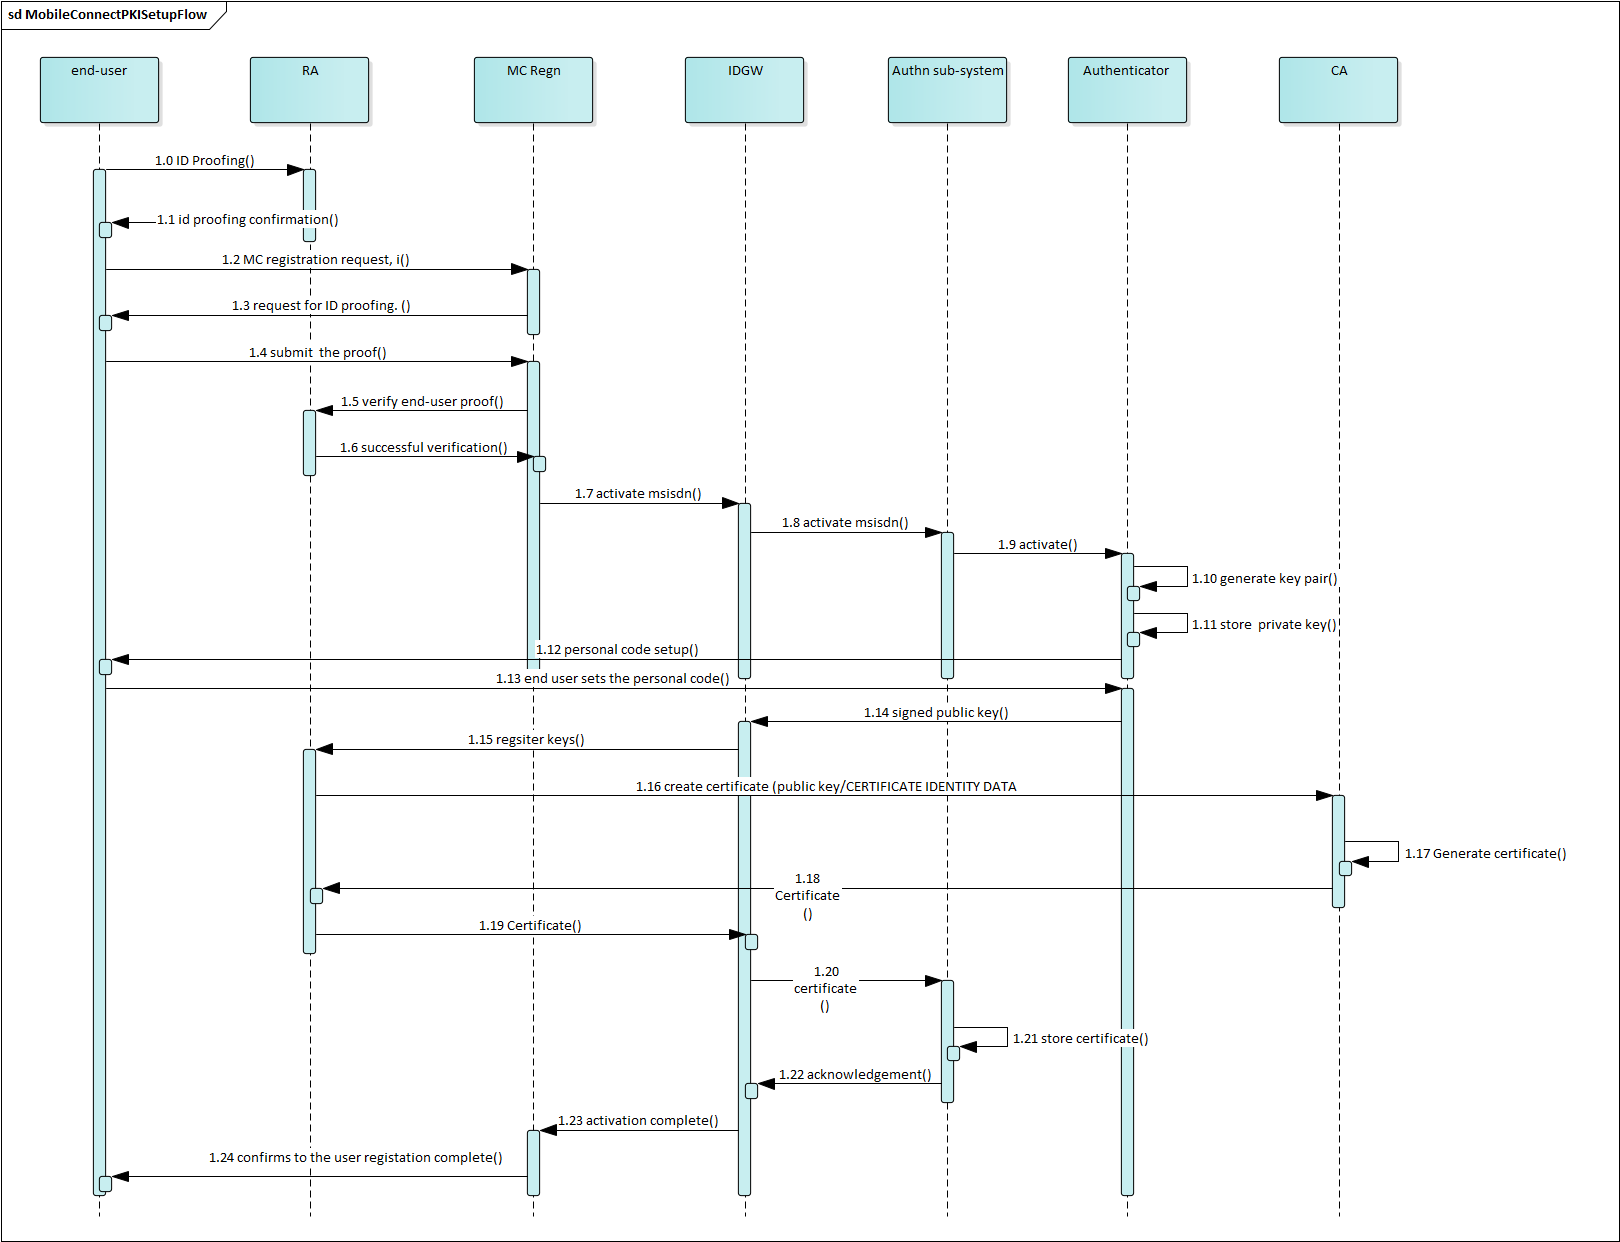 sd MobileConnectPKISetupFlow
end-user
RA
MC Regn
IDGW
Authn sub-system
Authenticator
CA
1.0 ID Proofing()
1.1 id proofing confirmation()
1.2 MC registration request, i()
1.3 request for ID proofing. ()
1.4 submit  the proof()
1.5 verify end-user proof()
1.6 successful verification()
1.7 activate msisdn()
1.8 activate msisdn()
1.9 activate()
1.10 generate key pair()
1.11 store  private key()
1.12 personal code setup()
1.13 end user sets the personal code()
1.14 signed public key()
1.15 regsiter keys()
1.16 create certificate (public key/CERTIFICATE IDENTITY DATA
1.17 Generate certificate()
1.18
Certificate
()
1.19 Certificate()
1.20
certificate
()
1.21 store certificate()
1.22 acknowledgement()
1.23 activation complete()
1.24 confirms to the user registation complete()